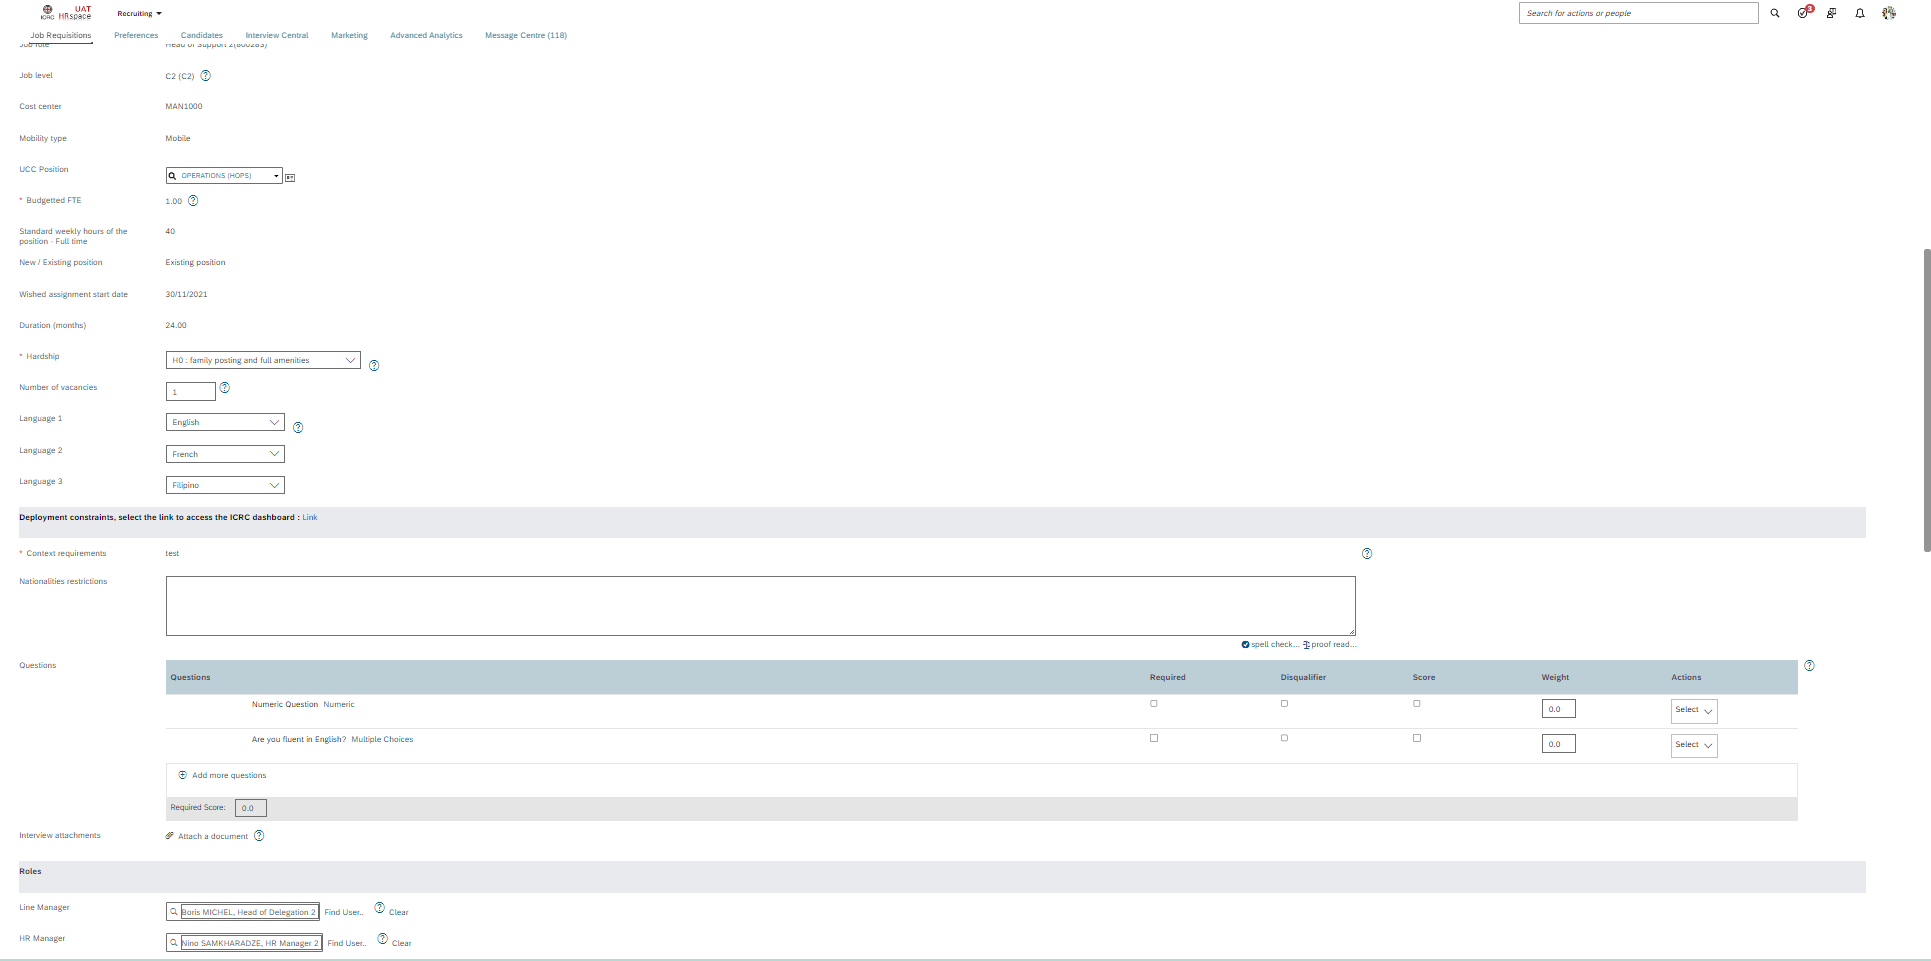 ICRC UAT HRspace
Recruiting
Search for actions or people
3
Job Requisitions Preferences Candidates Interview Central Marketing Advanced Analytics Message Centre (118)
Job role Head of Support 2(800283)
Job level C2 (C2)
Cost center MAN1000
Mobility type Mobile
UCC Position OPERATIONS (HOPS)
* Budgetted FTE 1.00
Standard weekly hours of the 40
position - Full time
New / Existing position Existing position
Wished assignment start date 30/11/2021
Duration (months) 24.00
* Hardship H0 : family posting and full amenities
Number of vacancies 1
Language 1 English
Language 2 French
Language 3 Filipino
Deployment constraints, select the link to access the ICRC dashboard : Link
* Context requirements test
Nationalities restrictions
spell check... proof read...
Questions
Questions Required Disqualifier Score Weight Actions
Numeric Question Numeric 0.0 Select
Are you fluent in English? Multiple Choices 0.0 Select
Add more questions
Required Score: 0.0
Interview attachments Attach a document
Roles
Line Manager Boris MICHEL, Head of Delegation 2 Find User.. Clear
HR Manager Nino SAMKHARADZE, HR Manager 2 Find User.. Clear